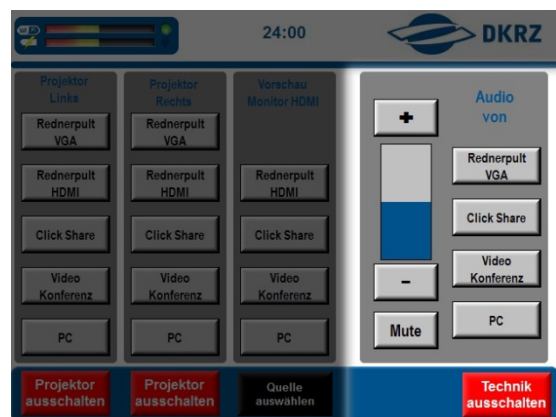 24:00
DKRZ
Projektor
Links
Rednerpult
VGA
Rednerpult
HDMI
Click Share
Video
Konferenz
PC
Projektor
ausschalten
Projektor
Rechts
Rednerpult
VGA
Rednerpult
HDMI
Click Share
Video
Konferenz
PC
Projektor
ausschalten
Vorschau
Monitor HDMI
Rednerpult
HDMI
Click Share
Video
Konferenz
PC
Quelle
auswählen
+
-
Mute
Audio
von
Rednerpult
VGA
Click Share
Video
Konferenz
PC
Technik
ausschalten